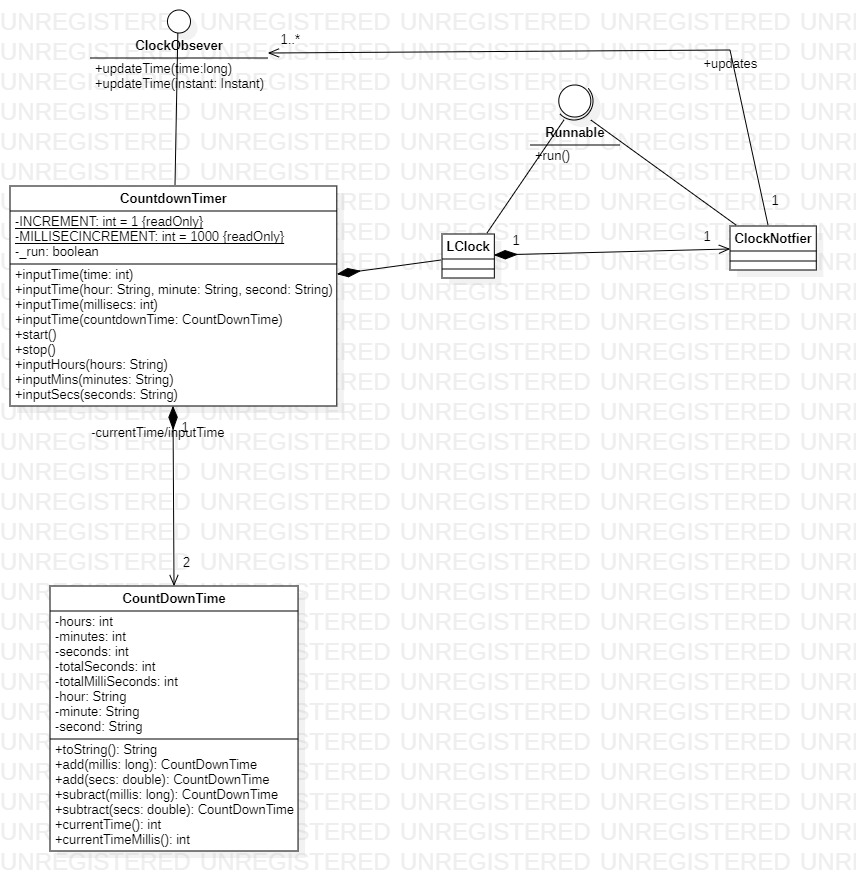 ClockObsever
+updateTime(time:long)
+updateTime(instant: Instant)
1..*
+updates
Runnable
+run()
1
CountdownTimer
-INCREMENT: int = 1 {readOnly}
-MILLISECINCREMENT: int = 1000 {readOnly}
-_run: boolean
+inputTime(time: int)
+inputTime(hour: String, minute: String, second: String)
+inputTime(millisecs: int)
+inputTime(countdownTime: CountDownTime)
+start()
+stop()
+inputHours(hours: String)
+inputMins(minutes: String)
+inputSecs(seconds: String)
LClock
1
1
ClockNotfier
1
-currentTime/inputTime
2
CountDownTime
-hours: int
-minutes: int
-seconds: int
-totalSeconds: int
-totalMilliSeconds: int
-hour: String
-minute: String
-second: String
+toString(): String
+add(millis: long): CountDownTime
+add(secs: double): CountDownTime
+subract(millis: long): CountDownTime
+subtract(secs: double): CountDownTime
+currentTime(): int
+currentTimeMillis(): int
UNREGISTERED